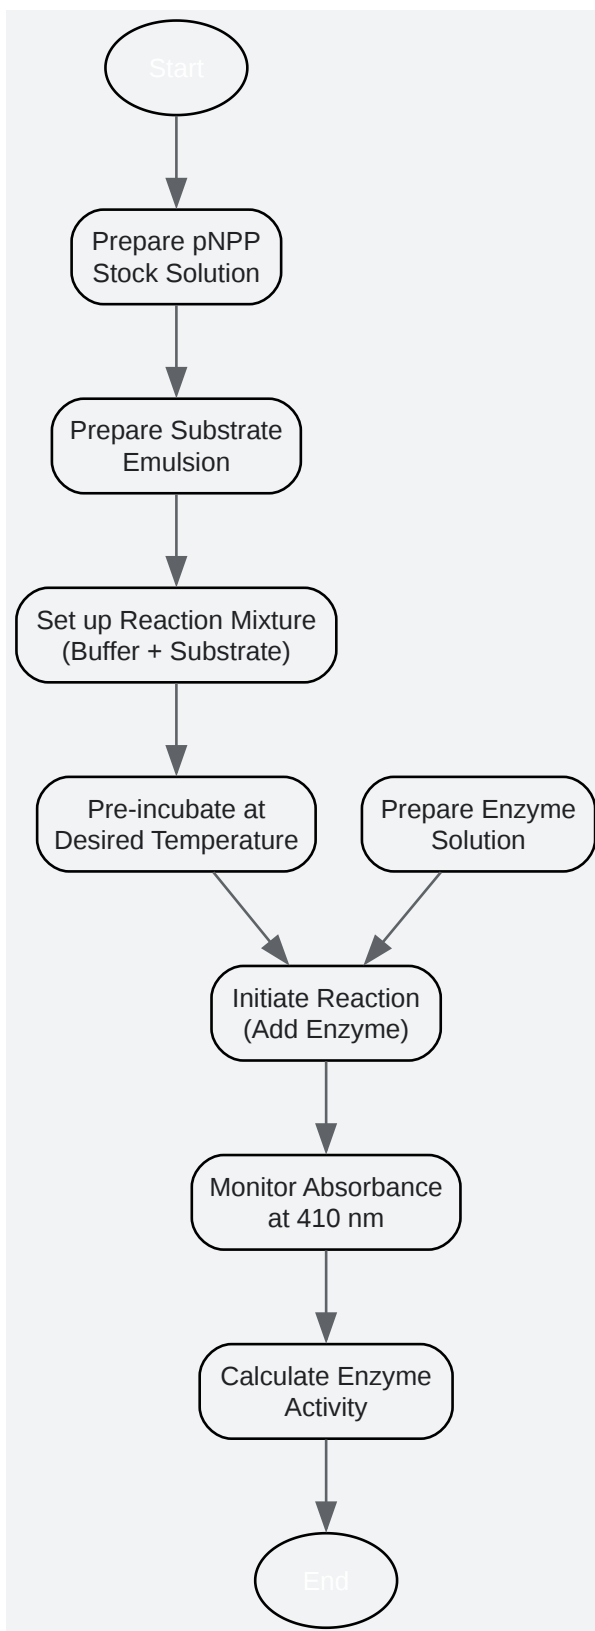 Start
Prepare pNPP
Stock Solution
Prepare Substrate
Emulsion
Set up Reaction Mixture
(Buffer + Substrate)
Pre-incubate at
Desired Temperature
Prepare Enzyme
Solution
Initiate Reaction
(Add Enzyme)
Monitor Absorbance
at 410 nm
Calculate Enzyme
Activity
End